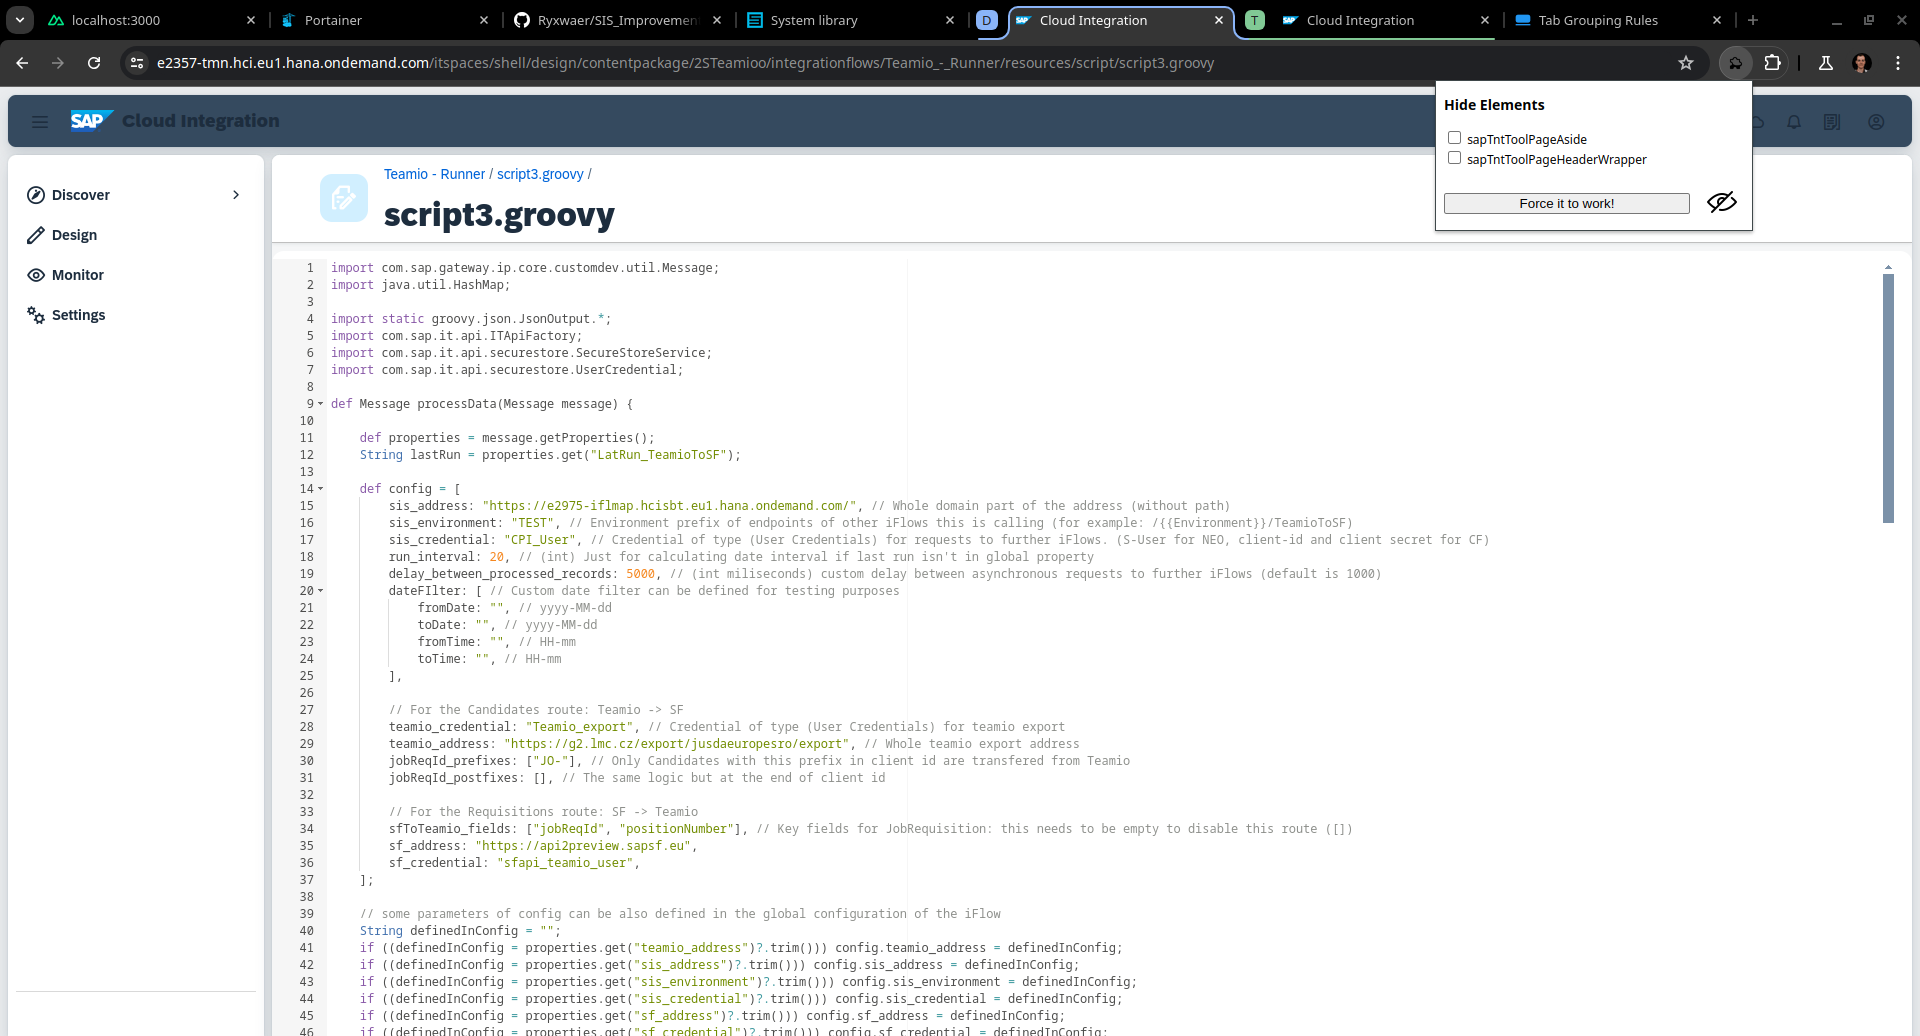 localhost:3000
Portainer
Ryxwaer/SIS_Improvemen
System library
D
Cloud Integration
T
Cloud Integration
Tab Grouping Rules
e2357-tmn.hci.eu1.hana.ondemand.com/itspaces/shell/design/contentpackage/2STeamioo/integrationflows/Teamio_-_Runner/resources/script/script3.groovy
SAP Cloud Integration
Hide Elements
sapTntToolPageAside
sapTntToolPageHeaderWrapper
Force it to work!
Discover
Design
Monitor
Settings
Teamio - Runner / script3.groovy /
script3.groovy
1 import com.sap.gateway.ip.core.customdev.util.Message;
2 import java.util.HashMap;
3
4 import static groovy.json.JsonOutput.*;
5 import com.sap.it.api.ITApiFactory;
6 import com.sap.it.api.securestore.SecureStoreService;
7 import com.sap.it.api.securestore.UserCredential;
8
9 def Message processData(Message message) {
10
11     def properties = message.getProperties();
12     String lastRun = properties.get("LatRun_TeamioToSF");
13
14     def config = [
15         sis_address: "https://e2975-iflmap.hcisbt.eu1.hana.ondemand.com/", // Whole domain part of the address (without path)
16         sis_environment: "TEST", // Environment prefix of endpoints of other iFlows this is calling (for example: /{{Environment}}/TeamioToSF)
17         sis_credential: "CPI_User", // Credential of type (User Credentials) for requests to further iFlows. (S-User for NEO, client-id and client secret for CF)
18         run_interval: 20, // (int) Just for calculating date interval if last run isn't in global property
19         delay_between_processed_records: 5000, // (int miliseconds) custom delay between asynchronous requests to further iFlows (default is 1000)
20         dateFIlter: [ // Custom date filter can be defined for testing purposes
21             fromDate: "", // yyyy-MM-dd
22             toDate: "", // yyyy-MM-dd
23             fromTime: "", // HH-mm
24             toTime: "", // HH-mm
25         ],
26
27         // For the Candidates route: Teamio -> SF
28         teamio_credential: "Teamio_export", // Credential of type (User Credentials) for teamio export
29         teamio_address: "https://g2.lmc.cz/export/jusdaeuropesro/export", // Whole teamio export address
30         jobReqId_prefixes: ["JO-"], // Only Candidates with this prefix in client id are transfered from Teamio
31         jobReqId_postfixes: [], // The same logic but at the end of client id
32
33         // For the Requisitions route: SF -> Teamio
34         sfToTeamio_fields: ["jobReqId", "positionNumber"], // Key fields for JobRequisition: this needs to be empty to disable this route ([])
35         sf_address: "https://api2preview.sapsf.eu",
36         sf_credential: "sfapi_teamio_user",
37     ];
38
39     // some parameters of config can be also defined in the global configuration of the iFlow
40     String definedInConfig = "";
41     if ((definedInConfig = properties.get("teamio_address")?.trim())) config.teamio_address = definedInConfig;
42     if ((definedInConfig = properties.get("sis_address")?.trim())) config.sis_address = definedInConfig;
43     if ((definedInConfig = properties.get("sis_environment")?.trim())) config.sis_environment = definedInConfig;
44     if ((definedInConfig = properties.get("sis_credential")?.trim())) config.sis_credential = definedInConfig;
45     if ((definedInConfig = properties.get("sf_address")?.trim())) config.sf_address = definedInConfig;
46     if ((definedInConfig = properties.get("sf_credential")?.trim())) config.sf_credential = definedInConfig;